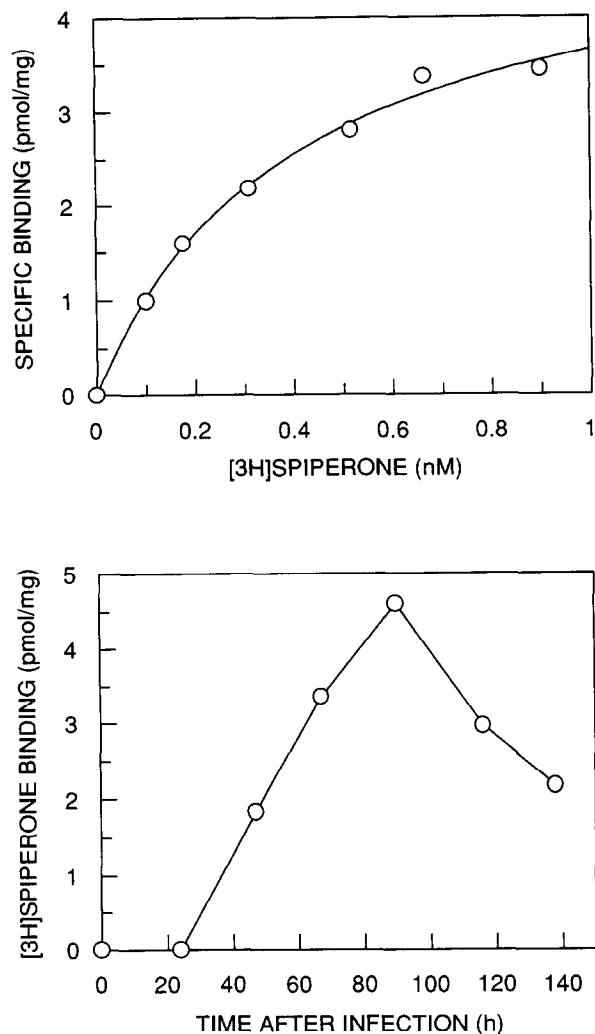 4
3
2
1
0
SPECIFIC BINDING (pmol/mg)
0 0.2 0.4 0.6 0.8 1
[3H]SPIPERONE (nM)
5
4
3
2
1
0
[3H]SPIPERONE BINDING (pmol/mg)
0 20 40 60 80 100 120 140
TIME AFTER INFECTION (h)